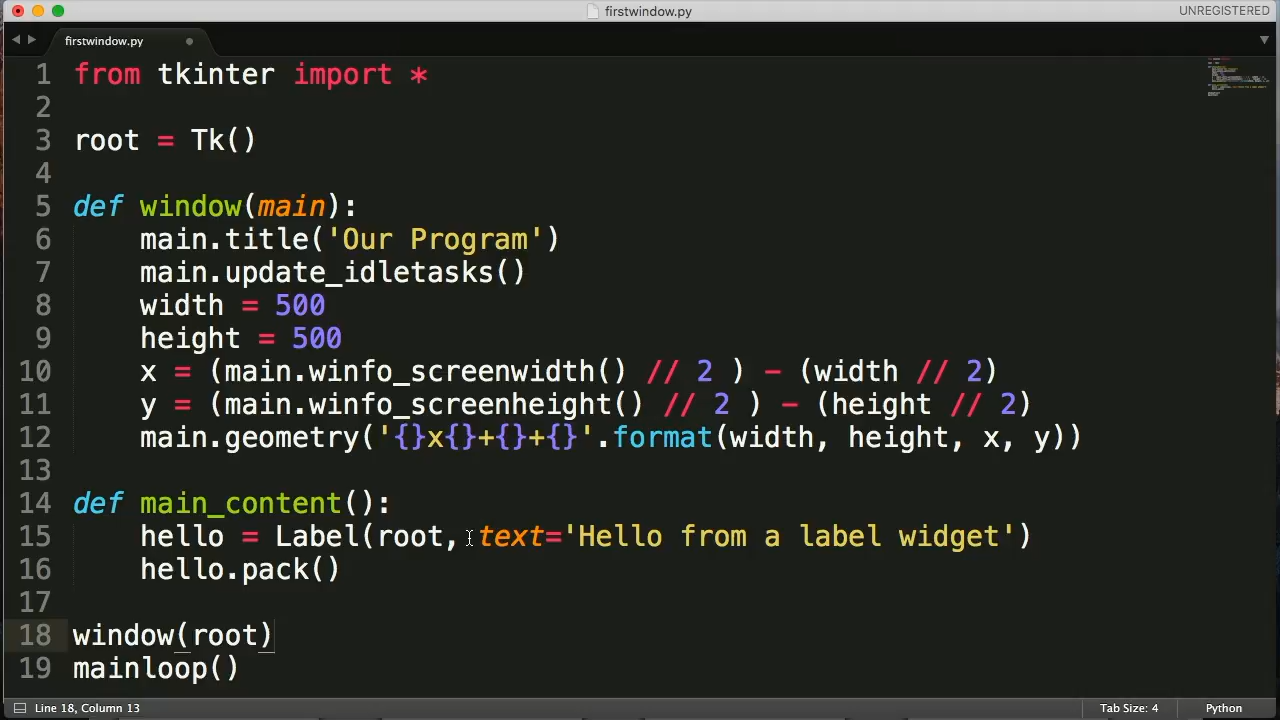 firstwindow.py
UNREGISTERED
firstwindow.py
1 from tkinter import *
2
3 root = Tk()
4
5 def window(main):
6     main.title('Our Program')
7     main.update_idletasks()
8     width = 500
9     height = 500
10     x = (main.winfo_screenwidth() // 2 ) - (width // 2)
11     y = (main.winfo_screenheight() // 2 ) - (height // 2)
12     main.geometry('{}x{}+{}+{}'.format(width, height, x, y))
13
14 def main_content():
15     hello = Label(root, text='Hello from a label widget')
16     hello.pack()
17
18 window(root)
19 mainloop()
Line 18, Column 13
Tab Size: 4
Python